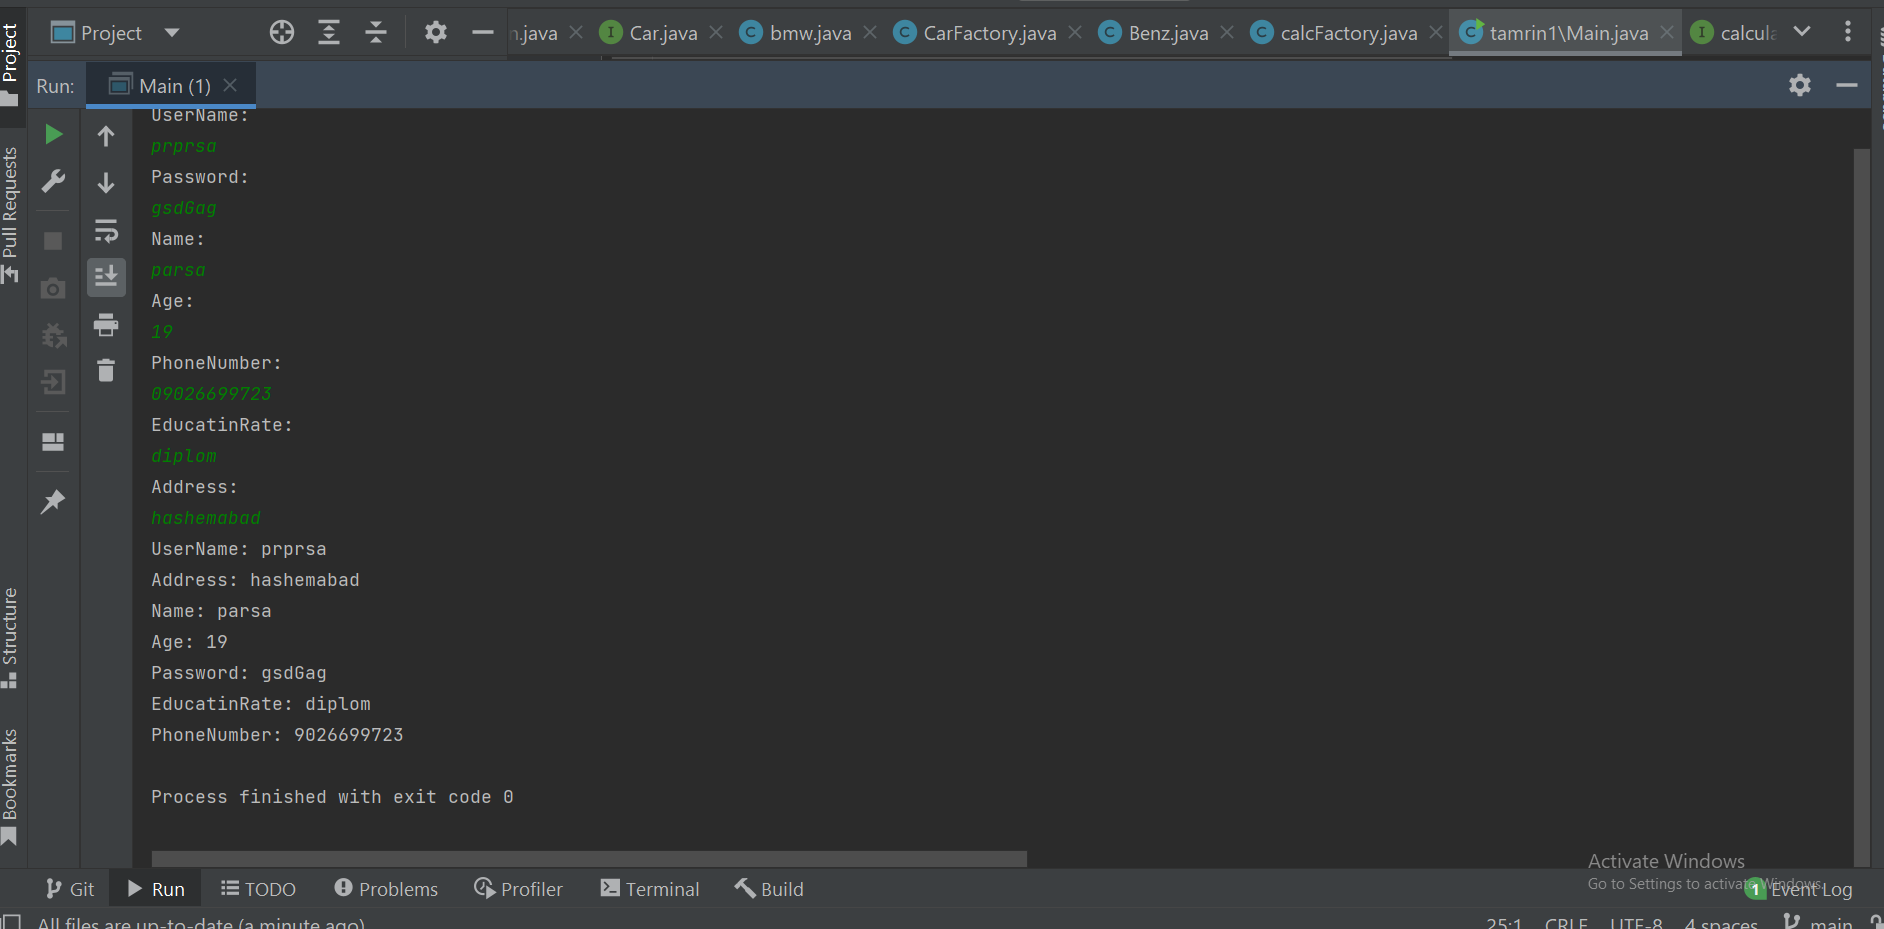 Project
n.java
Car.java
bmw.java
CarFactory.java
Benz.java
calcFactory.java
tamrin1\Main.java
calcula
Project
Run:
Main (1)
Pull Requests
Structure
Bookmarks
UserName:
prprsa
Password:
gsdGag
Name:
parsa
Age:
19
PhoneNumber:
09026699723
EducatinRate:
diplom
Address:
hashemabad
UserName: prprsa
Address: hashemabad
Name: parsa
Age: 19
Password: gsdGag
EducatinRate: diplom
PhoneNumber: 9026699723
Process finished with exit code 0
Activate Windows
Go to Settings to activate Windows.
Git
Run
TODO
Problems
Profiler
Terminal
Build
1 Event Log
All files are up-to-date (a minute ago)
25:1
CRLF
UTF-8
4 spaces
main